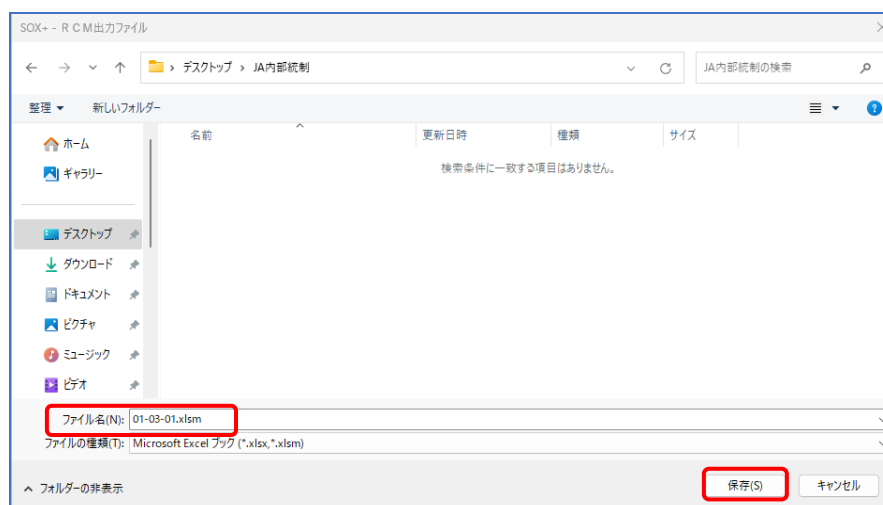 SOX+ - ＲＣＭ出力ファイル
デスクトップ › JA内部統制
JA内部統制の検索
整理
新しいフォルダー
名前 更新日時 種類 サイズ
検索条件に一致する項目はありません。
ホーム
ギャラリー
デスクトップ
ダウンロード
ドキュメント
ピクチャ
ミュージック
ビデオ
ファイル名(N): 01-03-01.xlsm
ファイルの種類(T): Microsoft Excel ブック (*.xlsx,*.xlsm)
フォルダーの非表示
保存(S)
キャンセル